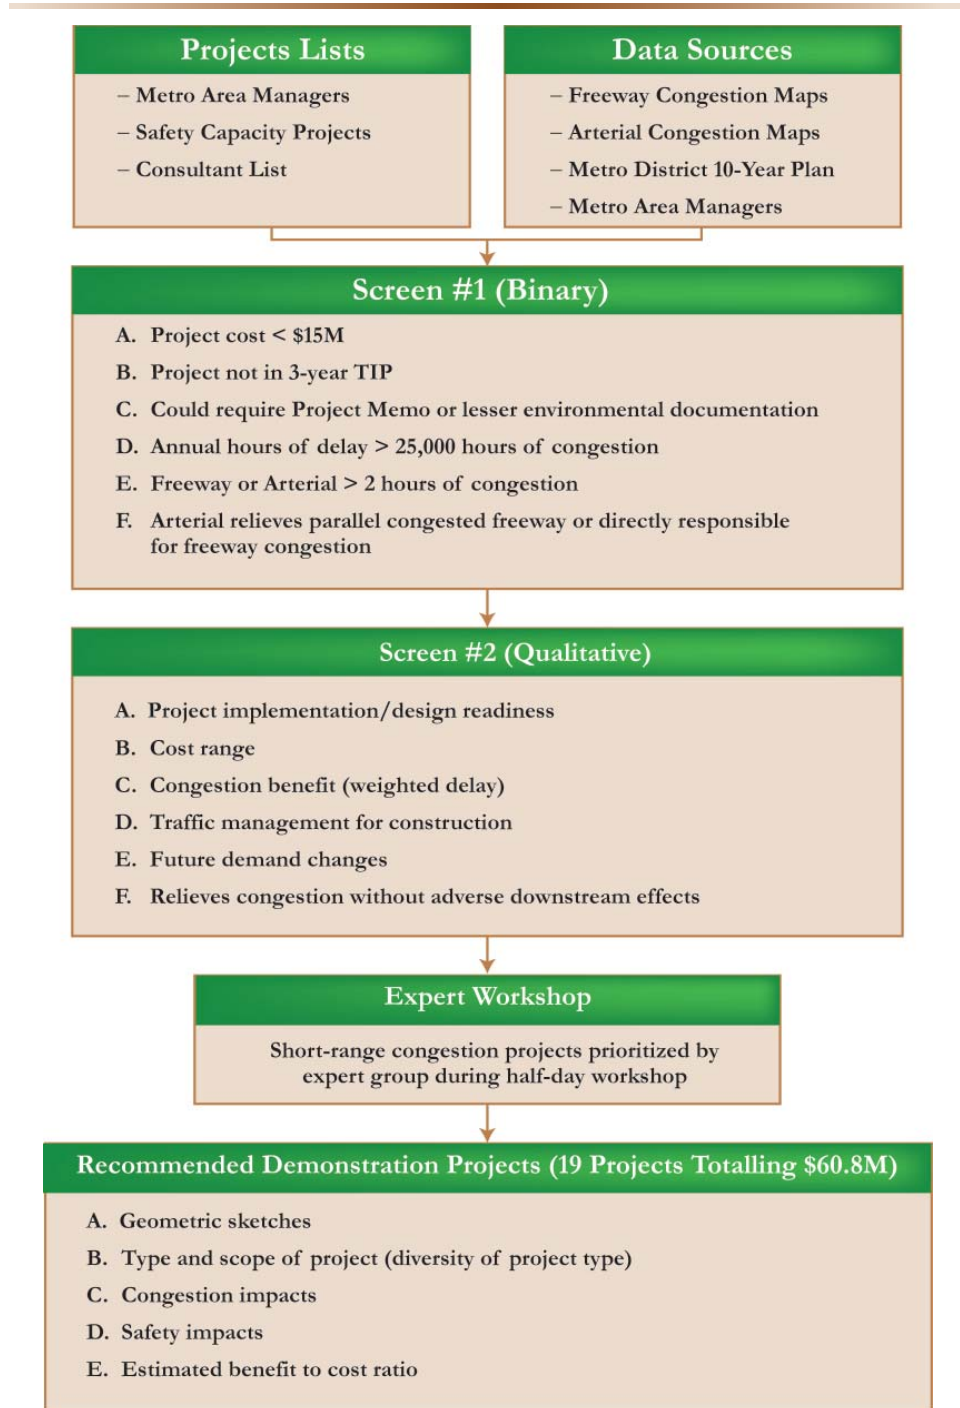 Projects Lists
– Metro Area Managers
– Safety Capacity Projects
– Consultant List
Data Sources
– Freeway Congestion Maps
– Arterial Congestion Maps
– Metro District 10-Year Plan
– Metro Area Managers
Screen #1 (Binary)
A. Project cost < $15M
B. Project not in 3-year TIP
C. Could require Project Memo or lesser environmental documentation
D. Annual hours of delay > 25,000 hours of congestion
E. Freeway or Arterial > 2 hours of congestion
F. Arterial relieves parallel congested freeway or directly responsible
for freeway congestion
Screen #2 (Qualitative)
A. Project implementation/design readiness
B. Cost range
C. Congestion benefit (weighted delay)
D. Traffic management for construction
E. Future demand changes
F. Relieves congestion without adverse downstream effects
Expert Workshop
Short-range congestion projects prioritized by
expert group during half-day workshop
Recommended Demonstration Projects (19 Projects Totalling $60.8M)
A. Geometric sketches
B. Type and scope of project (diversity of project type)
C. Congestion impacts
D. Safety impacts
E. Estimated benefit to cost ratio